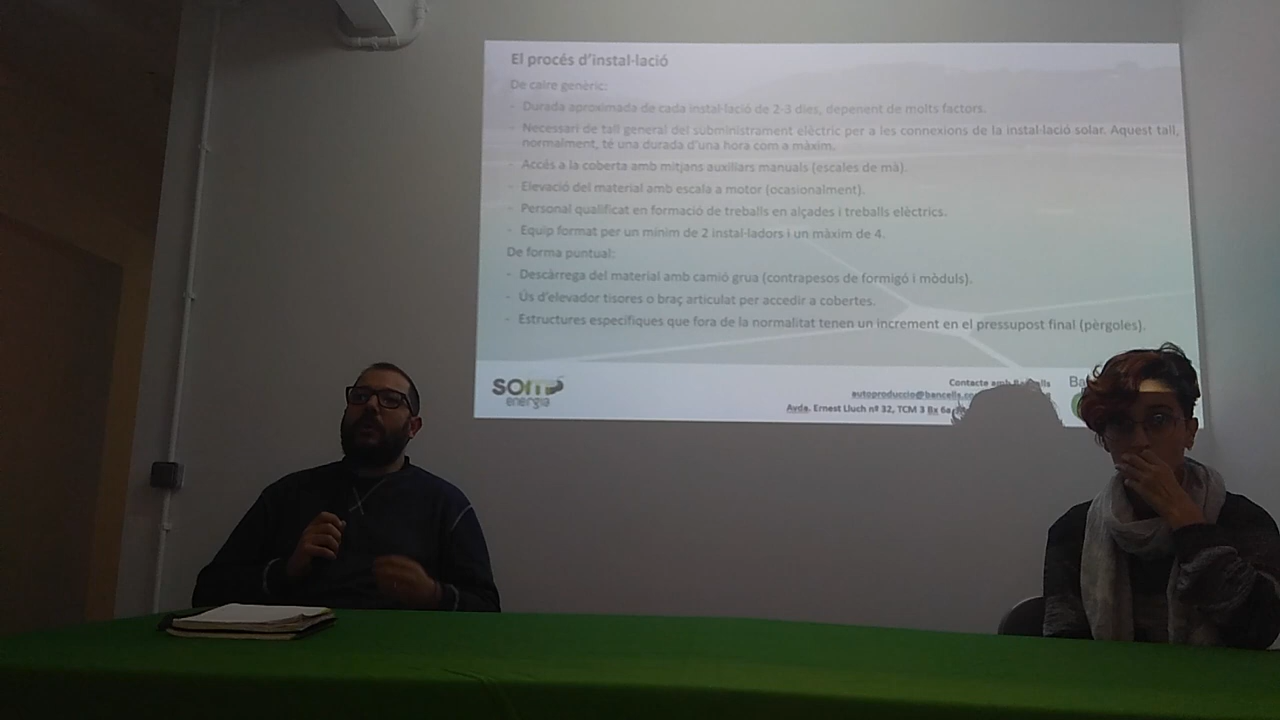 El procés d'instal·lació
De caire genèric:
- Durada aproximada de cada instal·lació de 2-3 dies, depenent de molts factors.
- Necessari de tall general del subministrament elèctric per a les connexions de la instal·lació solar. Aquest tall,
normalment, té una durada d'una hora com a màxim.
- Accés a la coberta amb mitjans auxiliars manuals (escales de mà).
- Elevació del material amb escala a motor (ocasionalment).
- Personal qualificat en formació de treballs en alçades i treballs elèctrics.
- Equip format per un mínim de 2 instal·ladors i un màxim de 4.
De forma puntual:
- Descàrrega del material amb camió grua (contrapesos de formigó i mòduls).
- Ús d'elevador tisores o braç articulat per accedir a cobertes.
- Estructures específiques que fora de la normalitat tenen un increment en el pressupost final (pèrgoles).
SOM
energia
Contacte amb
autoproduccio@bancells.co
Avda. Ernest Lluch nº 32, TCM 3 Bx 6a
Ba